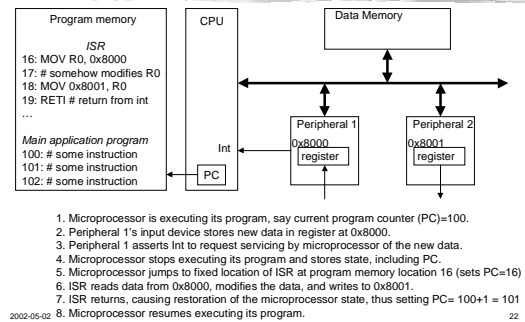 Program memory
ISR
16: MOV R0, 0x8000
17: # somehow modifies R0
18: MOV 0x8001, R0
19: RETI # return from int
…
Main application program
100: # some instruction
101: # some instruction
102: # some instruction
CPU
Int
PC
Data Memory
Peripheral 1
0x8000
register
Peripheral 2
0x8001
register
1. Microprocessor is executing its program, say current program counter (PC)=100.
2. Peripheral 1's input device stores new data in register at 0x8000.
3. Peripheral 1 asserts Int to request servicing by microprocessor of the new data.
4. Microprocessor stops executing its program and stores state, including PC.
5. Microprocessor jumps to fixed location of ISR at program memory location 16 (sets PC=16)
6. ISR reads data from 0x8000, modifies the data, and writes to 0x8001.
7. ISR returns, causing restoration of the microprocessor state, thus setting PC= 100+1 = 101
8. Microprocessor resumes executing its program.
2002-05-02
22